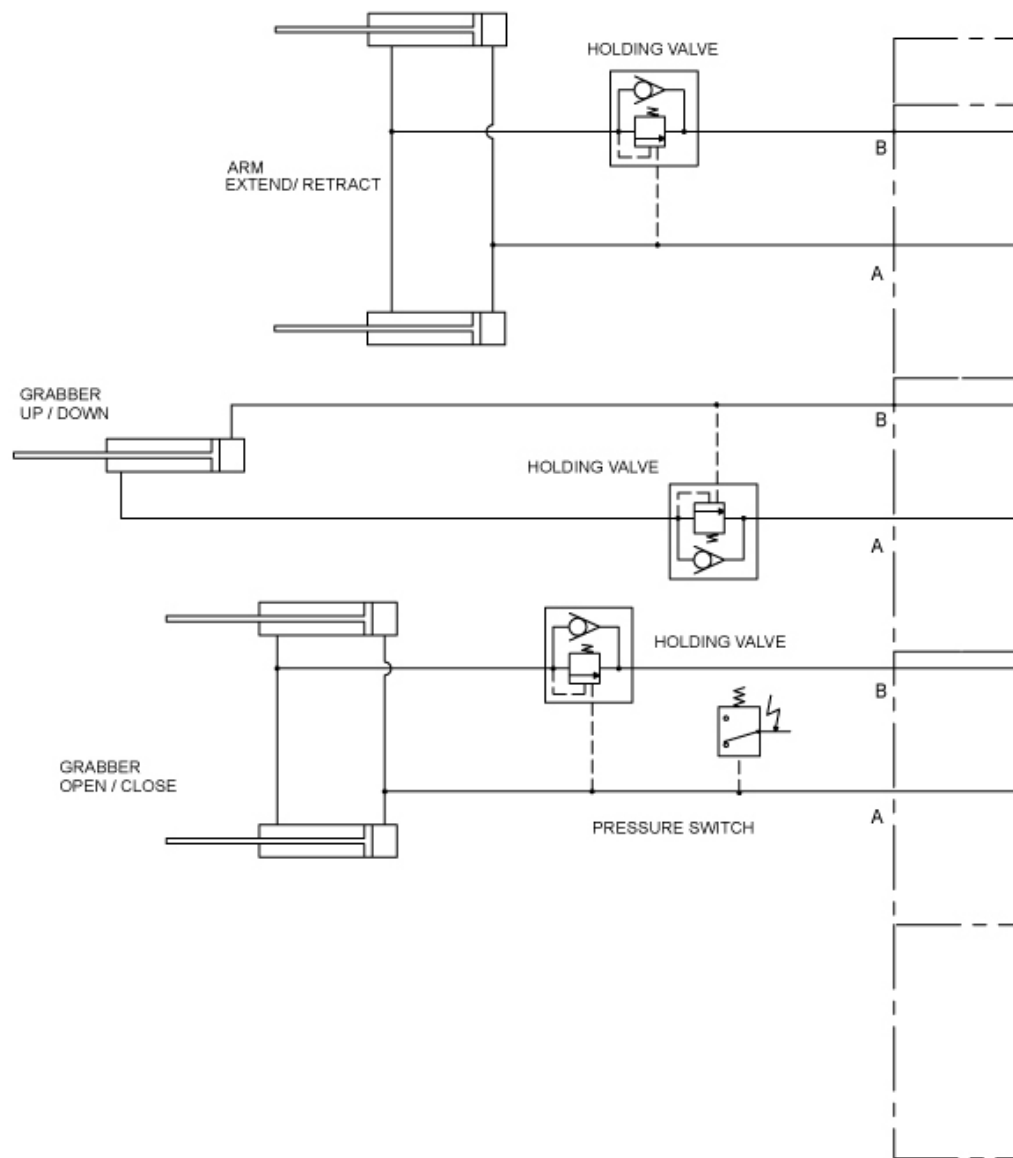 HOLDING VALVE
B
ARM
EXTEND/ RETRACT
A
GRABBER
UP / DOWN
B
HOLDING VALVE
A
HOLDING VALVE
B
GRABBER
OPEN / CLOSE
A
PRESSURE SWITCH